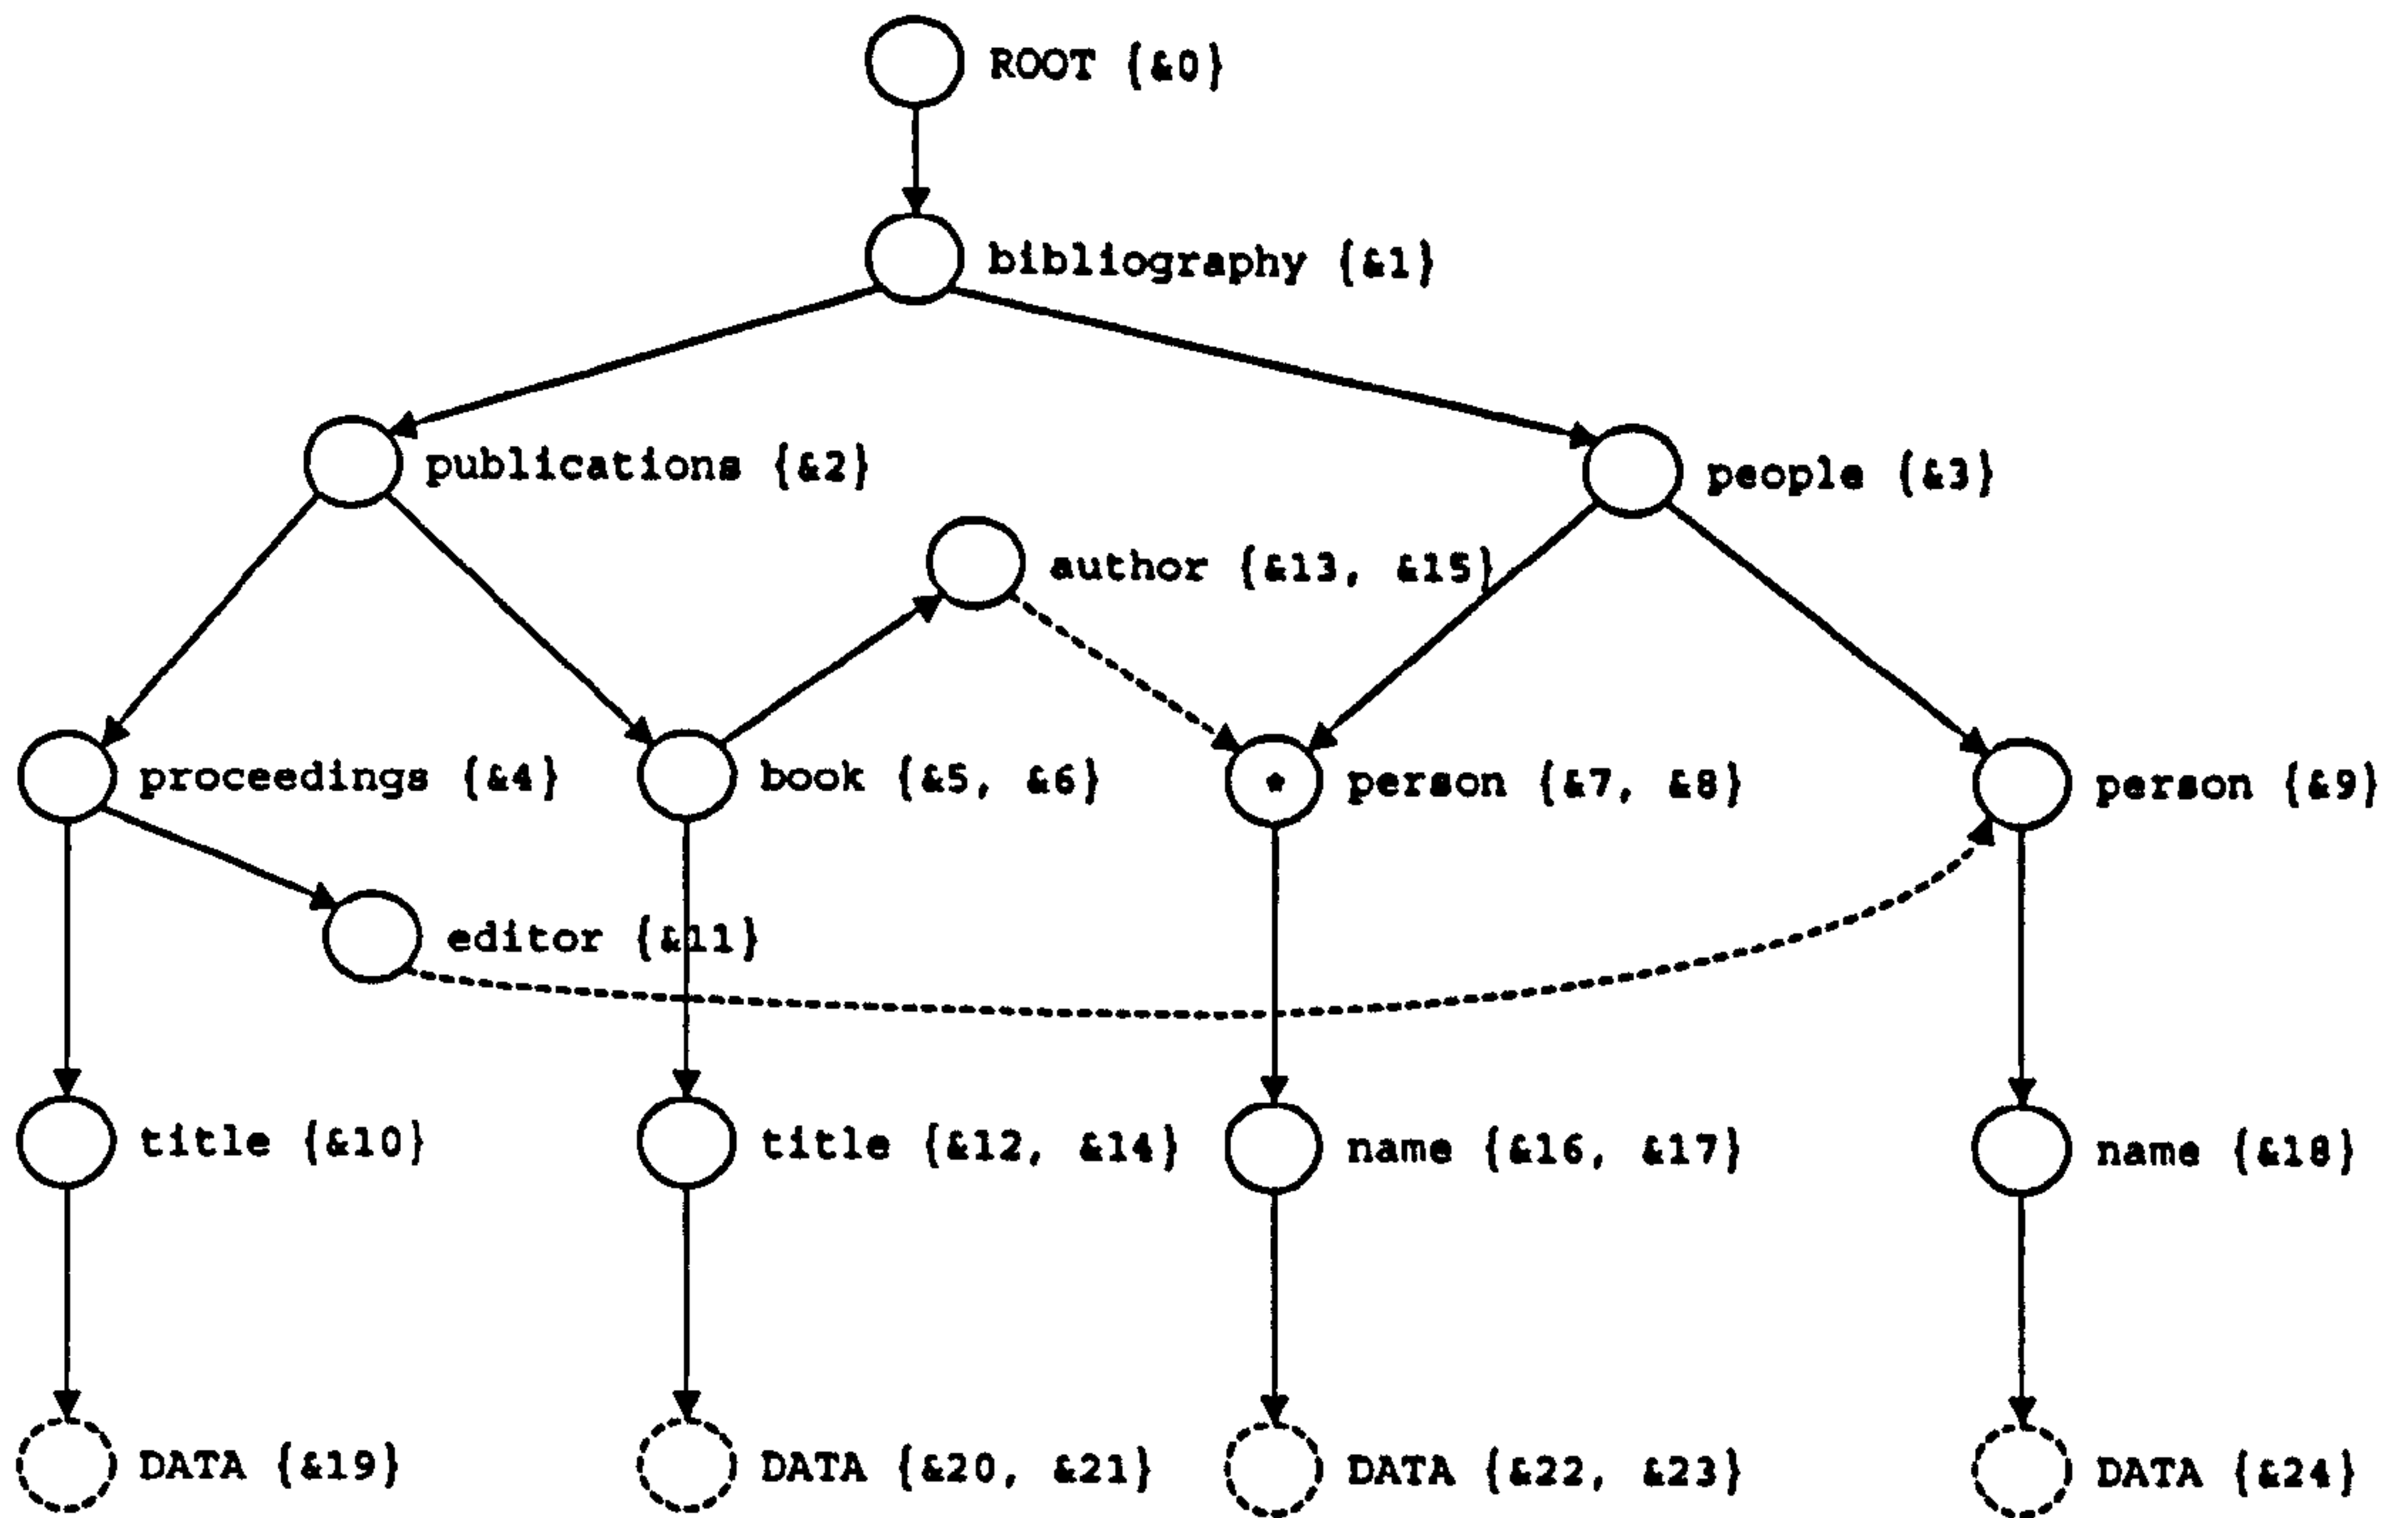 ROOT {&0}
bibliography {&1}
publications {&2}
people {&3}
author {&13, &15}
proceedings {&4}
book {&5, &6}
person {&7, &8}
person {&9}
editor {&11}
title {&10}
title {&12, &14}
name {&16, &17}
name {&18}
DATA {&19}
DATA {&20, &21}
DATA {&22, &23}
DATA {&24}